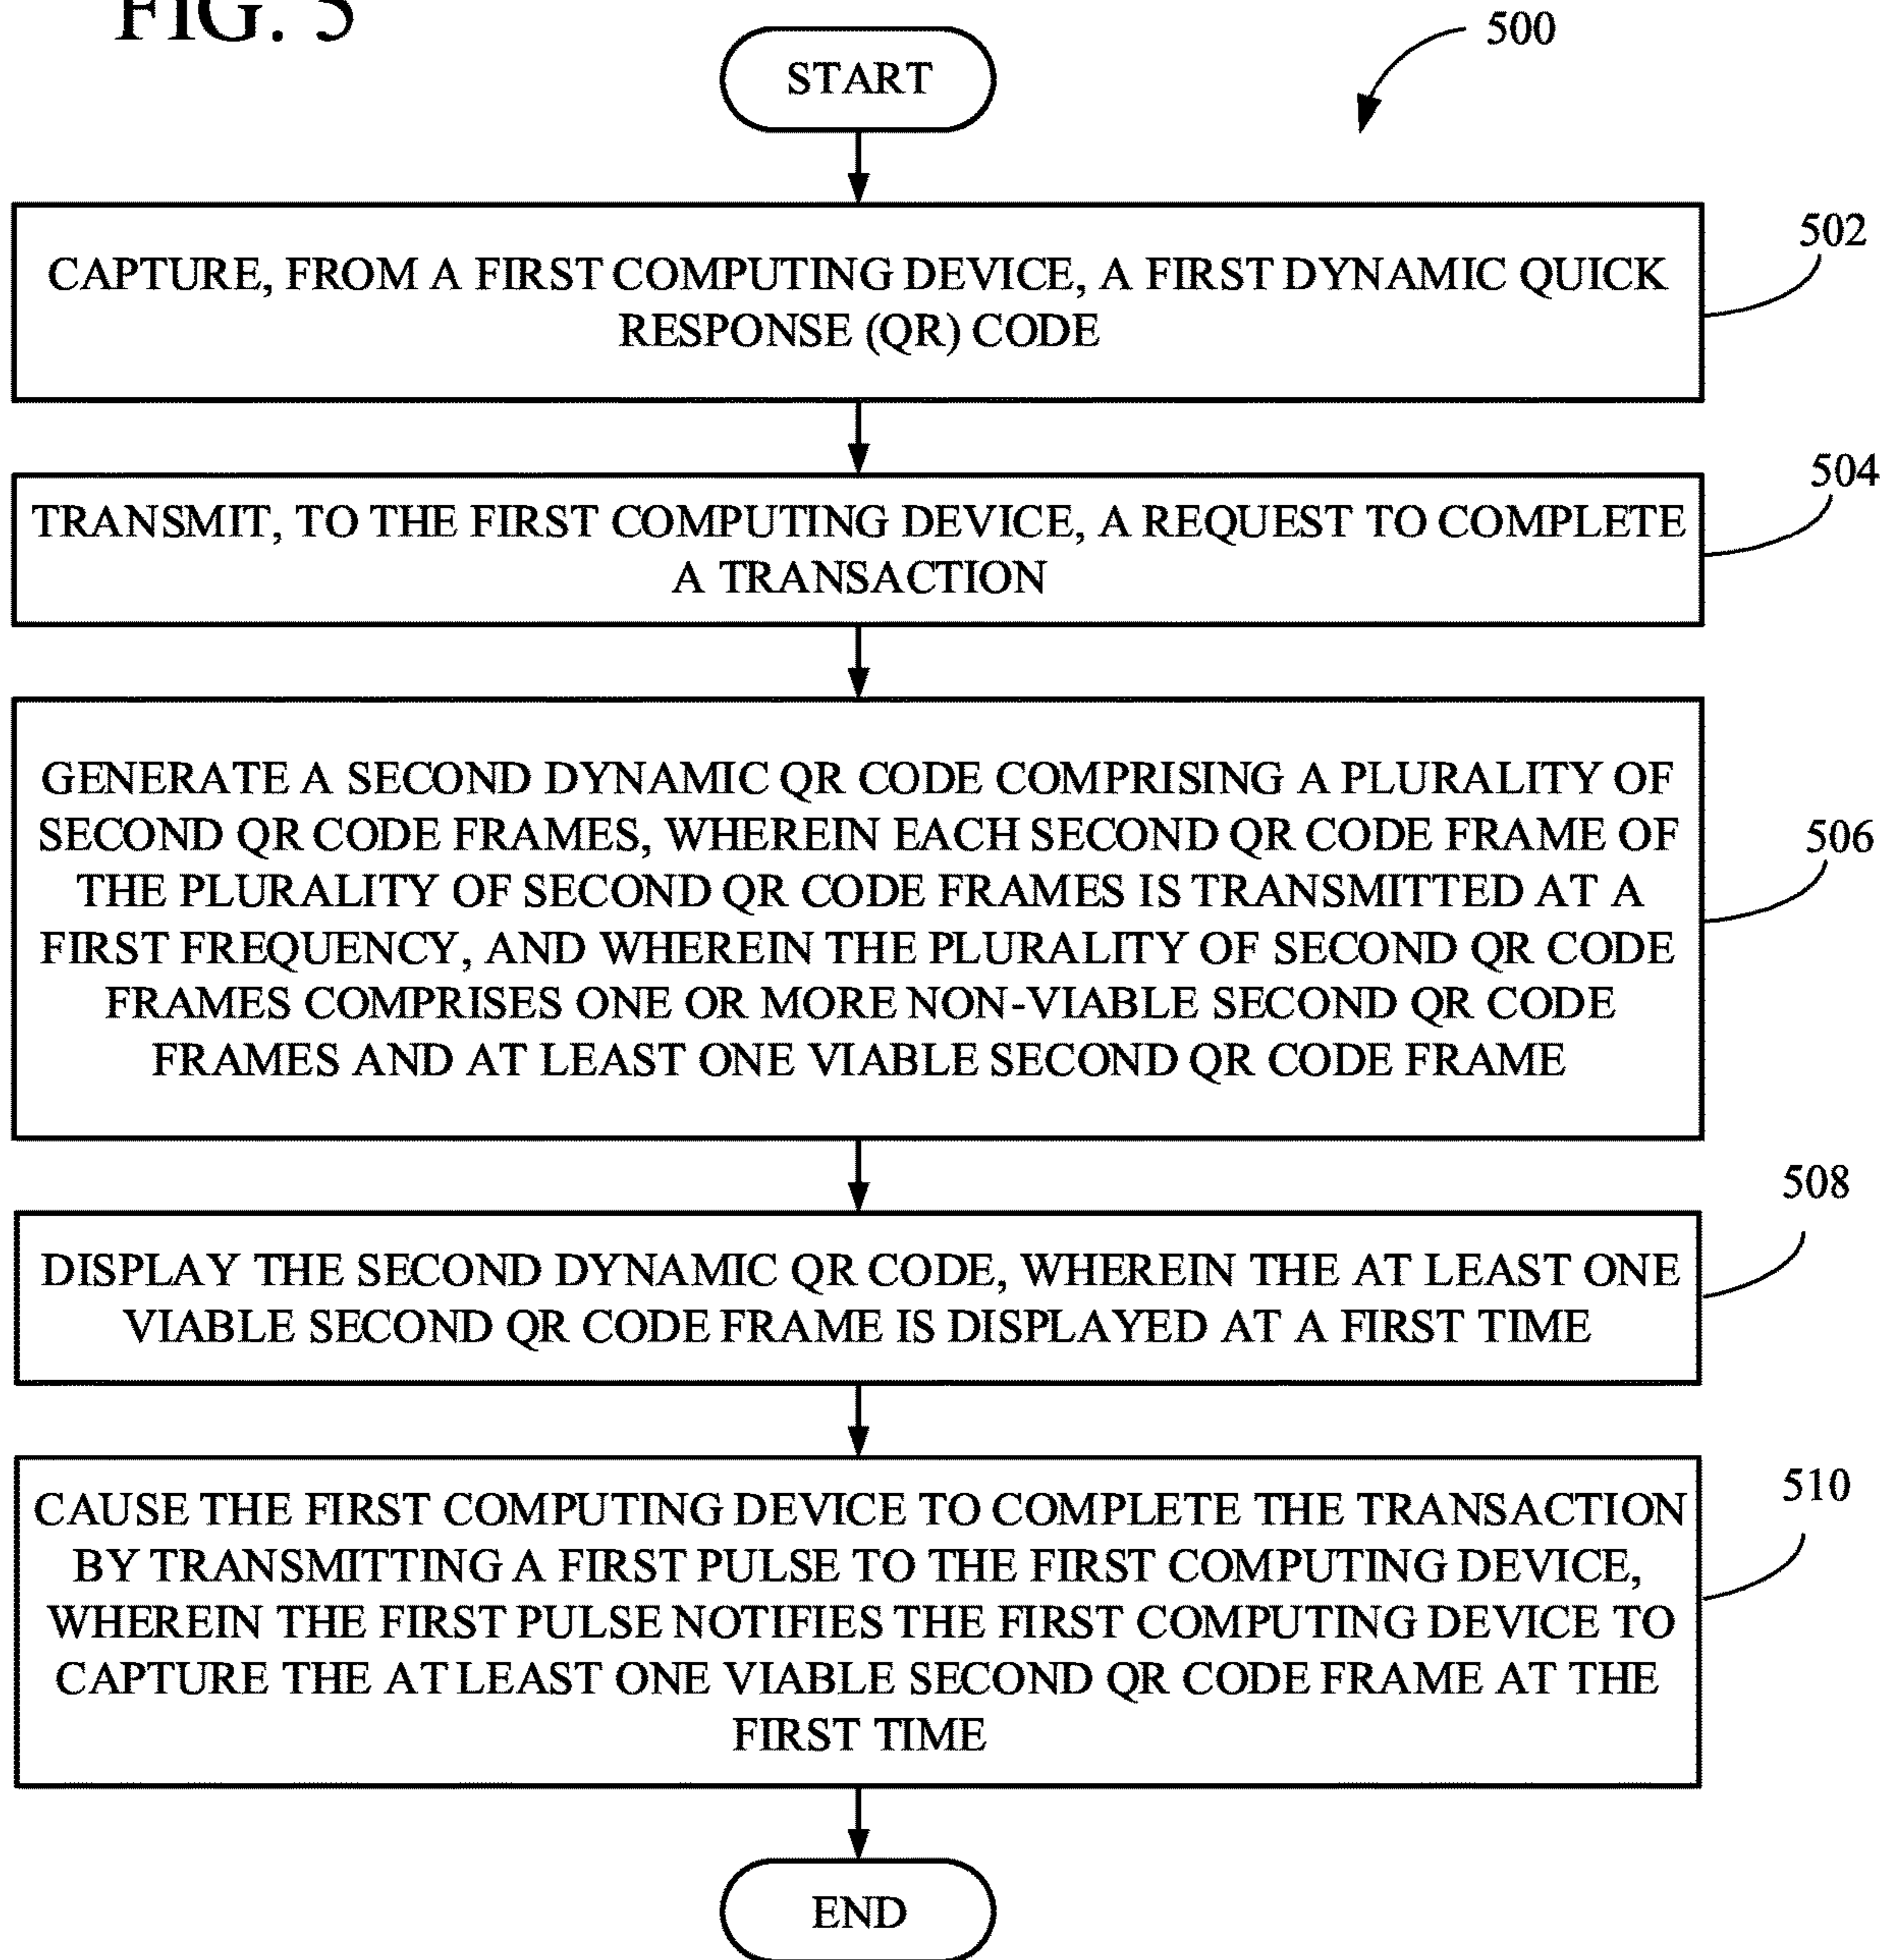 FIG. 5
500
START
502
CAPTURE, FROM A FIRST COMPUTING DEVICE, A FIRST DYNAMIC QUICK
RESPONSE (QR) CODE
504
TRANSMIT, TO THE FIRST COMPUTING DEVICE, A REQUEST TO COMPLETE
A TRANSACTION
GENERATE A SECOND DYNAMIC QR CODE COMPRISING A PLURALITY OF
SECOND QR CODE FRAMES, WHEREIN EACH SECOND QR CODE FRAME OF
THE PLURALITY OF SECOND QR CODE FRAMES IS TRANSMITTED AT A
FIRST FREQUENCY, AND WHEREIN THE PLURALITY OF SECOND QR CODE
FRAMES COMPRISES ONE OR MORE NON-VIABLE SECOND QR CODE
FRAMES AND AT LEAST ONE VIABLE SECOND QR CODE FRAME
506
508
DISPLAY THE SECOND DYNAMIC QR CODE, WHEREIN THE AT LEAST ONE
VIABLE SECOND QR CODE FRAME IS DISPLAYED AT A FIRST TIME
510
CAUSE THE FIRST COMPUTING DEVICE TO COMPLETE THE TRANSACTION
BY TRANSMITTING A FIRST PULSE TO THE FIRST COMPUTING DEVICE,
WHEREIN THE FIRST PULSE NOTIFIES THE FIRST COMPUTING DEVICE TO
CAPTURE THE AT LEAST ONE VIABLE SECOND QR CODE FRAME AT THE
FIRST TIME
END